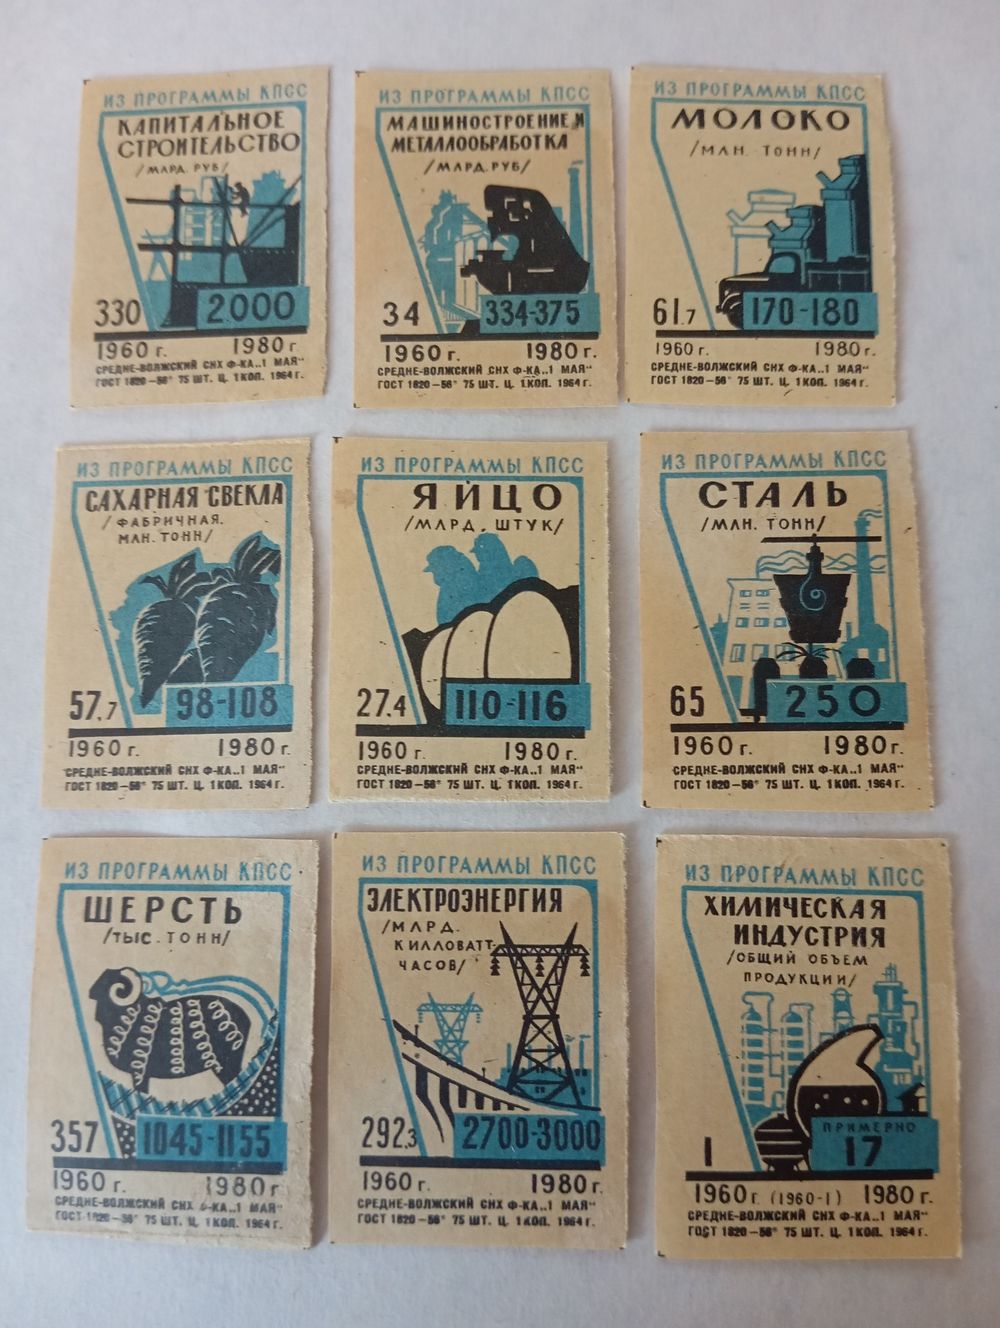 ИЗ ПРОГРАММЫ КПСС
КАПИТАЛЬНОЕ
СТРОИТЕЛЬСТВО
/МЛРД. РУБ/
330 2000
1960 г. 1980 г.
СРЕДНЕ-ВОЛЖСКИЙ СНХ Ф-КА „1 МАЯ“
ГОСТ 1820-56* 75 ШТ. Ц. 1 КОП. 1964 г.
ИЗ ПРОГРАММЫ КПСС
МАШИНОСТРОЕНИЕ И
МЕТАЛЛООБРАБОТКА
/МЛРД. РУБ/
34 334-375
1960 г. 1980 г.
СРЕДНЕ-ВОЛЖСКИЙ СНХ Ф-КА „1 МАЯ“
ГОСТ 1820-56* 75 ШТ. Ц. 1 КОП. 1964 г.
ИЗ ПРОГРАММЫ КПСС
МОЛОКО
/МЛН. ТОНН/
61.7 170-180
1960 г. 1980 г.
СРЕДНЕ-ВОЛЖСКИЙ СНХ Ф-КА „1 МАЯ“
ГОСТ 1820-56* 75 ШТ. Ц. 1 КОП. 1964 г.
ИЗ ПРОГРАММЫ КПСС
САХАРНАЯ СВЕКЛА
/ФАБРИЧНАЯ.
МЛН. ТОНН/
57.7 98-108
1960 г. 1980 г.
СРЕДНЕ-ВОЛЖСКИЙ СНХ Ф-КА „1 МАЯ“
ГОСТ 1820-56* 75 ШТ. Ц. 1 КОП. 1964 г.
ИЗ ПРОГРАММЫ КПСС
ЯЙЦО
/МЛРД. ШТУК/
27.4 110-116
1960 г. 1980 г.
СРЕДНЕ-ВОЛЖСКИЙ СНХ Ф-КА „1 МАЯ“
ГОСТ 1820-56* 75 ШТ. Ц. 1 КОП. 1964 г.
ИЗ ПРОГРАММЫ КПСС
СТАЛЬ
/МЛН. ТОНН/
65 250
1960 г. 1980 г.
СРЕДНЕ-ВОЛЖСКИЙ СНХ Ф-КА „1 МАЯ“
ГОСТ 1820-56* 75 ШТ. Ц. 1 КОП. 1964 г.
ИЗ ПРОГРАММЫ КПСС
ШЕРСТЬ
/ТЫС. ТОНН/
357 1045-1155
1960 г. 1980 г.
СРЕДНЕ-ВОЛЖСКИЙ СНХ Ф-КА „1 МАЯ“
ГОСТ 1820-56* 75 ШТ. Ц. 1 КОП. 1964 г.
ИЗ ПРОГРАММЫ КПСС
ЭЛЕКТРОЭНЕРГИЯ
/МЛРД.
КИЛЛОВАТТ-
ЧАСОВ/
292.3 2700-3000
1960 г. 1980 г.
СРЕДНЕ-ВОЛЖСКИЙ СНХ Ф-КА „1 МАЯ“
ГОСТ 1820-56* 75 ШТ. Ц. 1 КОП. 1964 г.
ИЗ ПРОГРАММЫ КПСС
ХИМИЧЕСКАЯ
ИНДУСТРИЯ
/ОБЩИЙ ОБЪЕМ
ПРОДУКЦИИ/
ПРИМЕРНО
1 17
1960 г. (1960-1) 1980 г.
СРЕДНЕ-ВОЛЖСКИЙ СНХ Ф-КА „1 МАЯ“
ГОСТ 1820-56* 75 ШТ. Ц. 1 КОП. 1964 г.